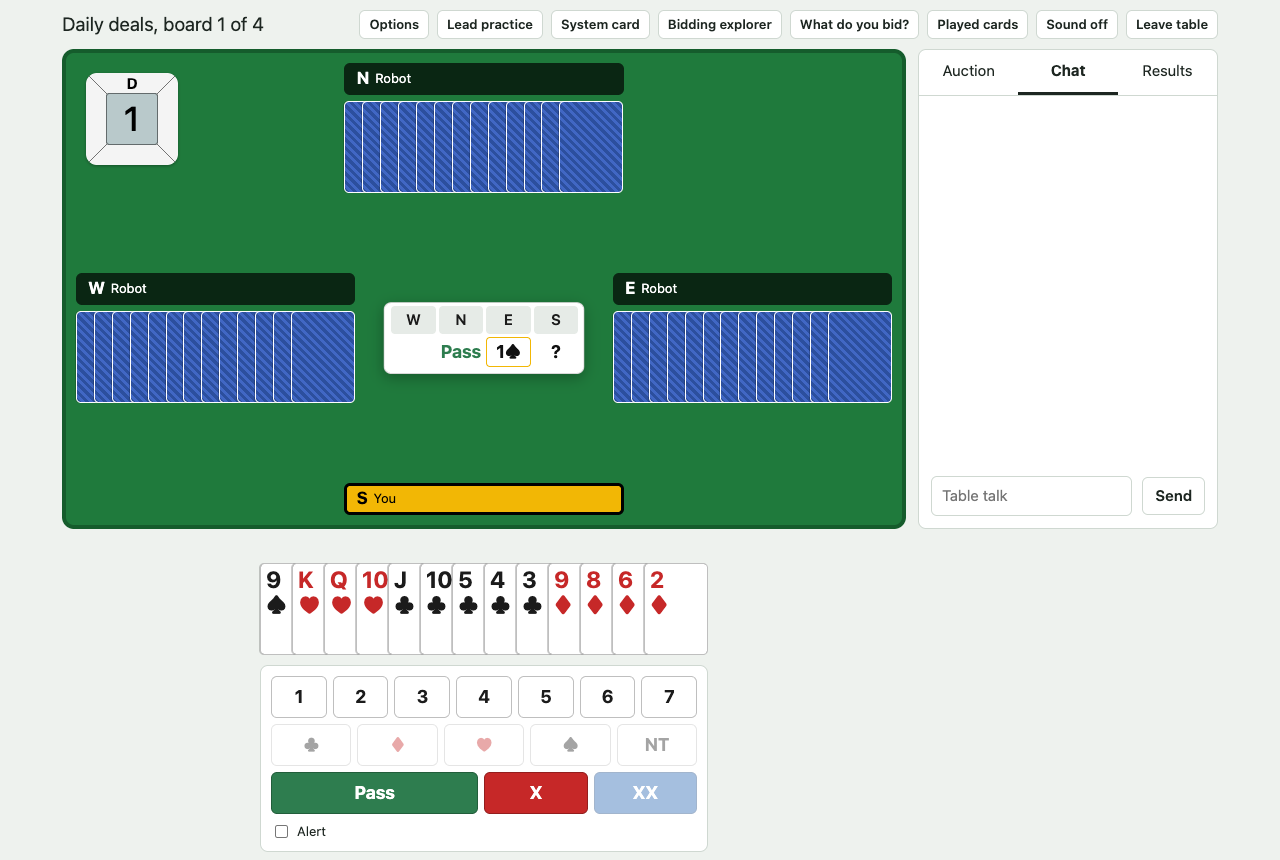 Daily deals, board 1 of 4
Options
Lead practice
System card
Bidding explorer
What do you bid?
Played cards
Sound off
Leave table
D
1
N Robot
W Robot
E Robot
W N E S
Pass 1♠ ?
S You
Auction
Chat
Results
Table talk
Send
9 K Q 10 J 10 5 4 3 9 8 6 2
1 2 3 4 5 6 7
♣ ♦ ♥ ♠ NT
Pass X XX
Alert